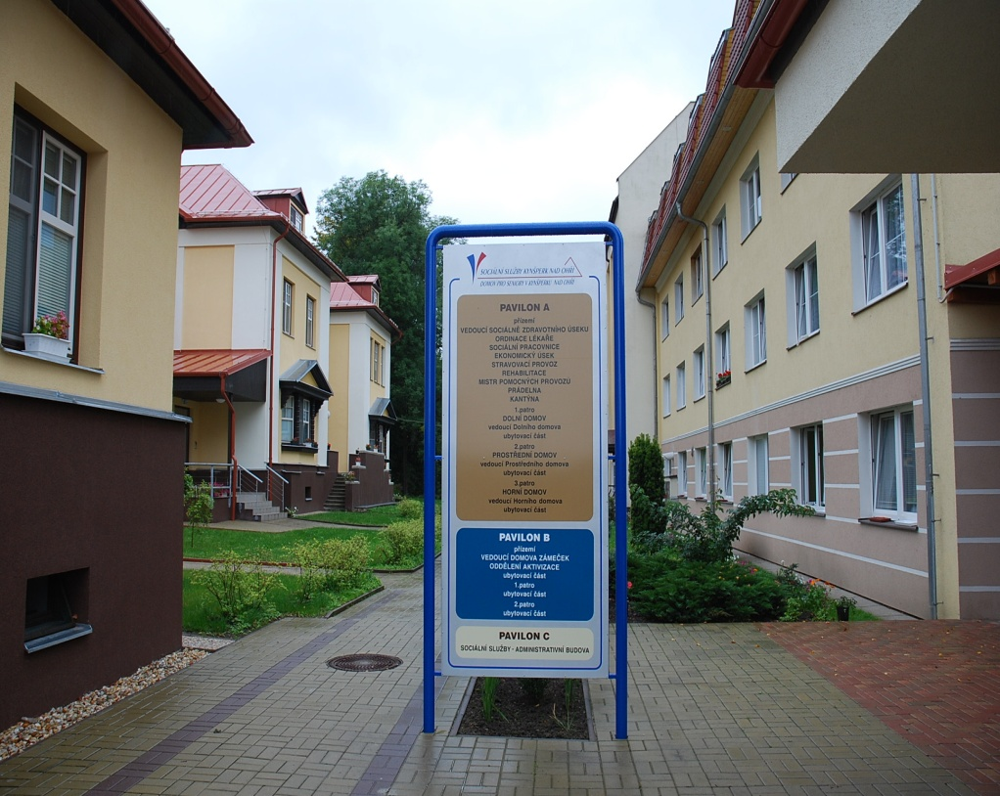 SOCIÁLNÍ SLUŽBY KYNŠPERK NAD OHŘÍ
DOMOV PRO SENIORY V KYNŠPERKU NAD OHŘÍ
PAVILON A
přízemí
VEDOUCÍ SOCIÁLNĚ ZDRAVOTNÍHO ÚSEKU
ORDINACE LÉKAŘE
SOCIÁLNÍ PRACOVNICE
EKONOMICKÝ ÚSEK
STRAVOVACÍ PROVOZ
REHABILITACE
MISTR POMOCNÝCH PROVOZŮ
PRÁDELNA
KANTÝNA
1.patro
DOLNÍ DOMOV
vedoucí Dolního domova
ubytovací část
2.patro
PROSTŘEDNÍ DOMOV
vedoucí Prostředního domova
ubytovací část
3.patro
HORNÍ DOMOV
vedoucí Horního domova
ubytovací část
PAVILON B
přízemí
VEDOUCÍ DOMOVA ZÁMEČEK
ODDĚLENÍ AKTIVIZACE
ubytovací část
1.patro
ubytovací část
2.patro
ubytovací část
PAVILON C
SOCIÁLNÍ SLUŽBY - ADMINISTRATIVNÍ BUDOVA